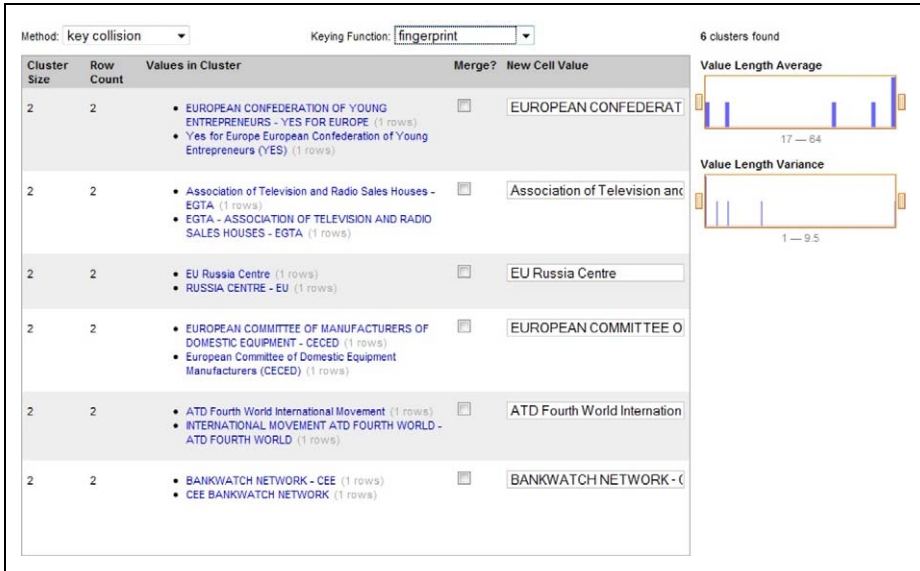 Method: key collision Keying Function: fingerprint 6 clusters found
Cluster Size Row Count Values in Cluster Merge? New Cell Value
Value Length Average
17 — 64
Value Length Variance
1 — 9.5
2 2
• EUROPEAN CONFEDERATION OF YOUNG
ENTREPRENEURS - YES FOR EUROPE (1 rows)
• Yes for Europe European Confederation of Young
Entrepreneurs (YES) (1 rows)
EUROPEAN CONFEDERAT
2 2
• Association of Television and Radio Sales Houses -
EGTA (1 rows)
• EGTA - ASSOCIATION OF TELEVISION AND RADIO
SALES HOUSES - EGTA (1 rows)
Association of Television and
2 2
• EU Russia Centre (1 rows)
• RUSSIA CENTRE - EU (1 rows)
EU Russia Centre
2 2
• EUROPEAN COMMITTEE OF MANUFACTURERS OF
DOMESTIC EQUIPMENT - CECED (1 rows)
• European Committee of Domestic Equipment
Manufacturers (CECED) (1 rows)
EUROPEAN COMMITTEE O
2 2
• ATD Fourth World International Movement (1 rows)
• INTERNATIONAL MOVEMENT ATD FOURTH WORLD -
ATD FOURTH WORLD (1 rows)
ATD Fourth World Internation
2 2
• BANKWATCH NETWORK - CEE (1 rows)
• CEE BANKWATCH NETWORK (1 rows)
BANKWATCH NETWORK - (